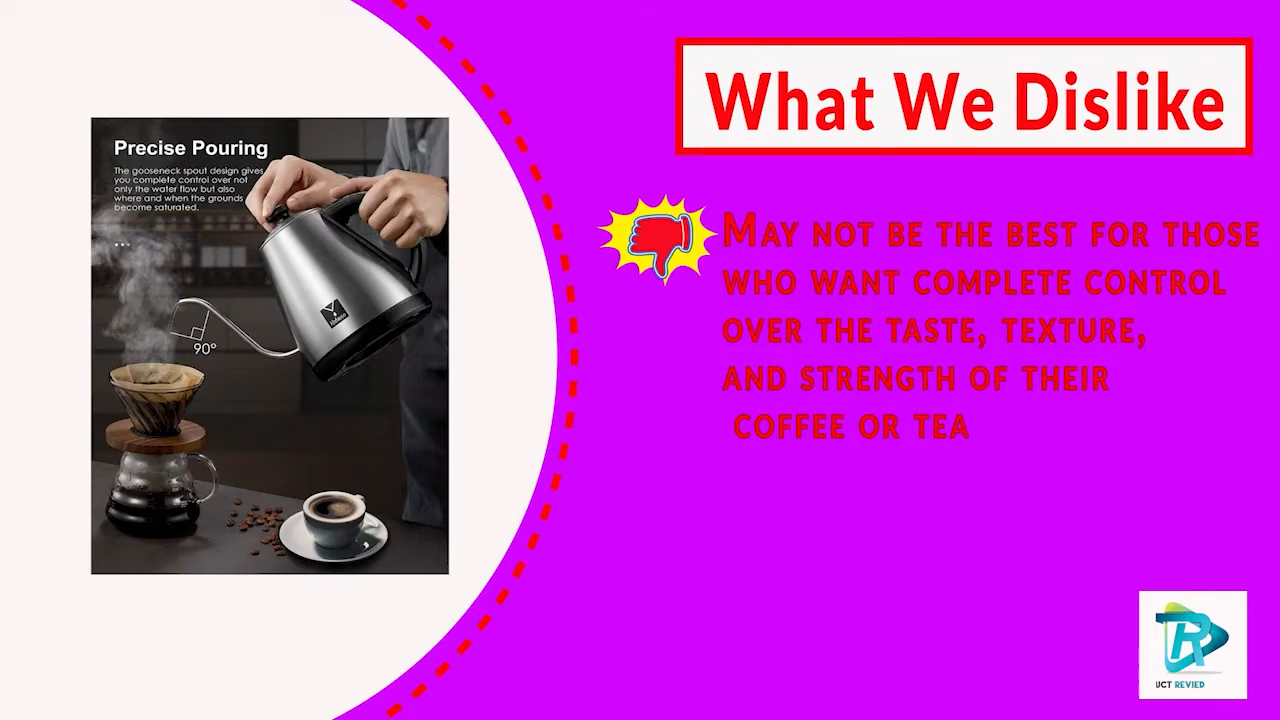 What We Dislike
Precise Pouring
The gooseneck spout design gives
you complete control over not
only the water flow but also
where and when the grounds
become saturated.
...
90°
MAY NOT BE THE BEST FOR THOSE
WHO WANT COMPLETE CONTROL
OVER THE TASTE, TEXTURE,
AND STRENGTH OF THEIR
COFFEE OR TEA
UCT REVIED